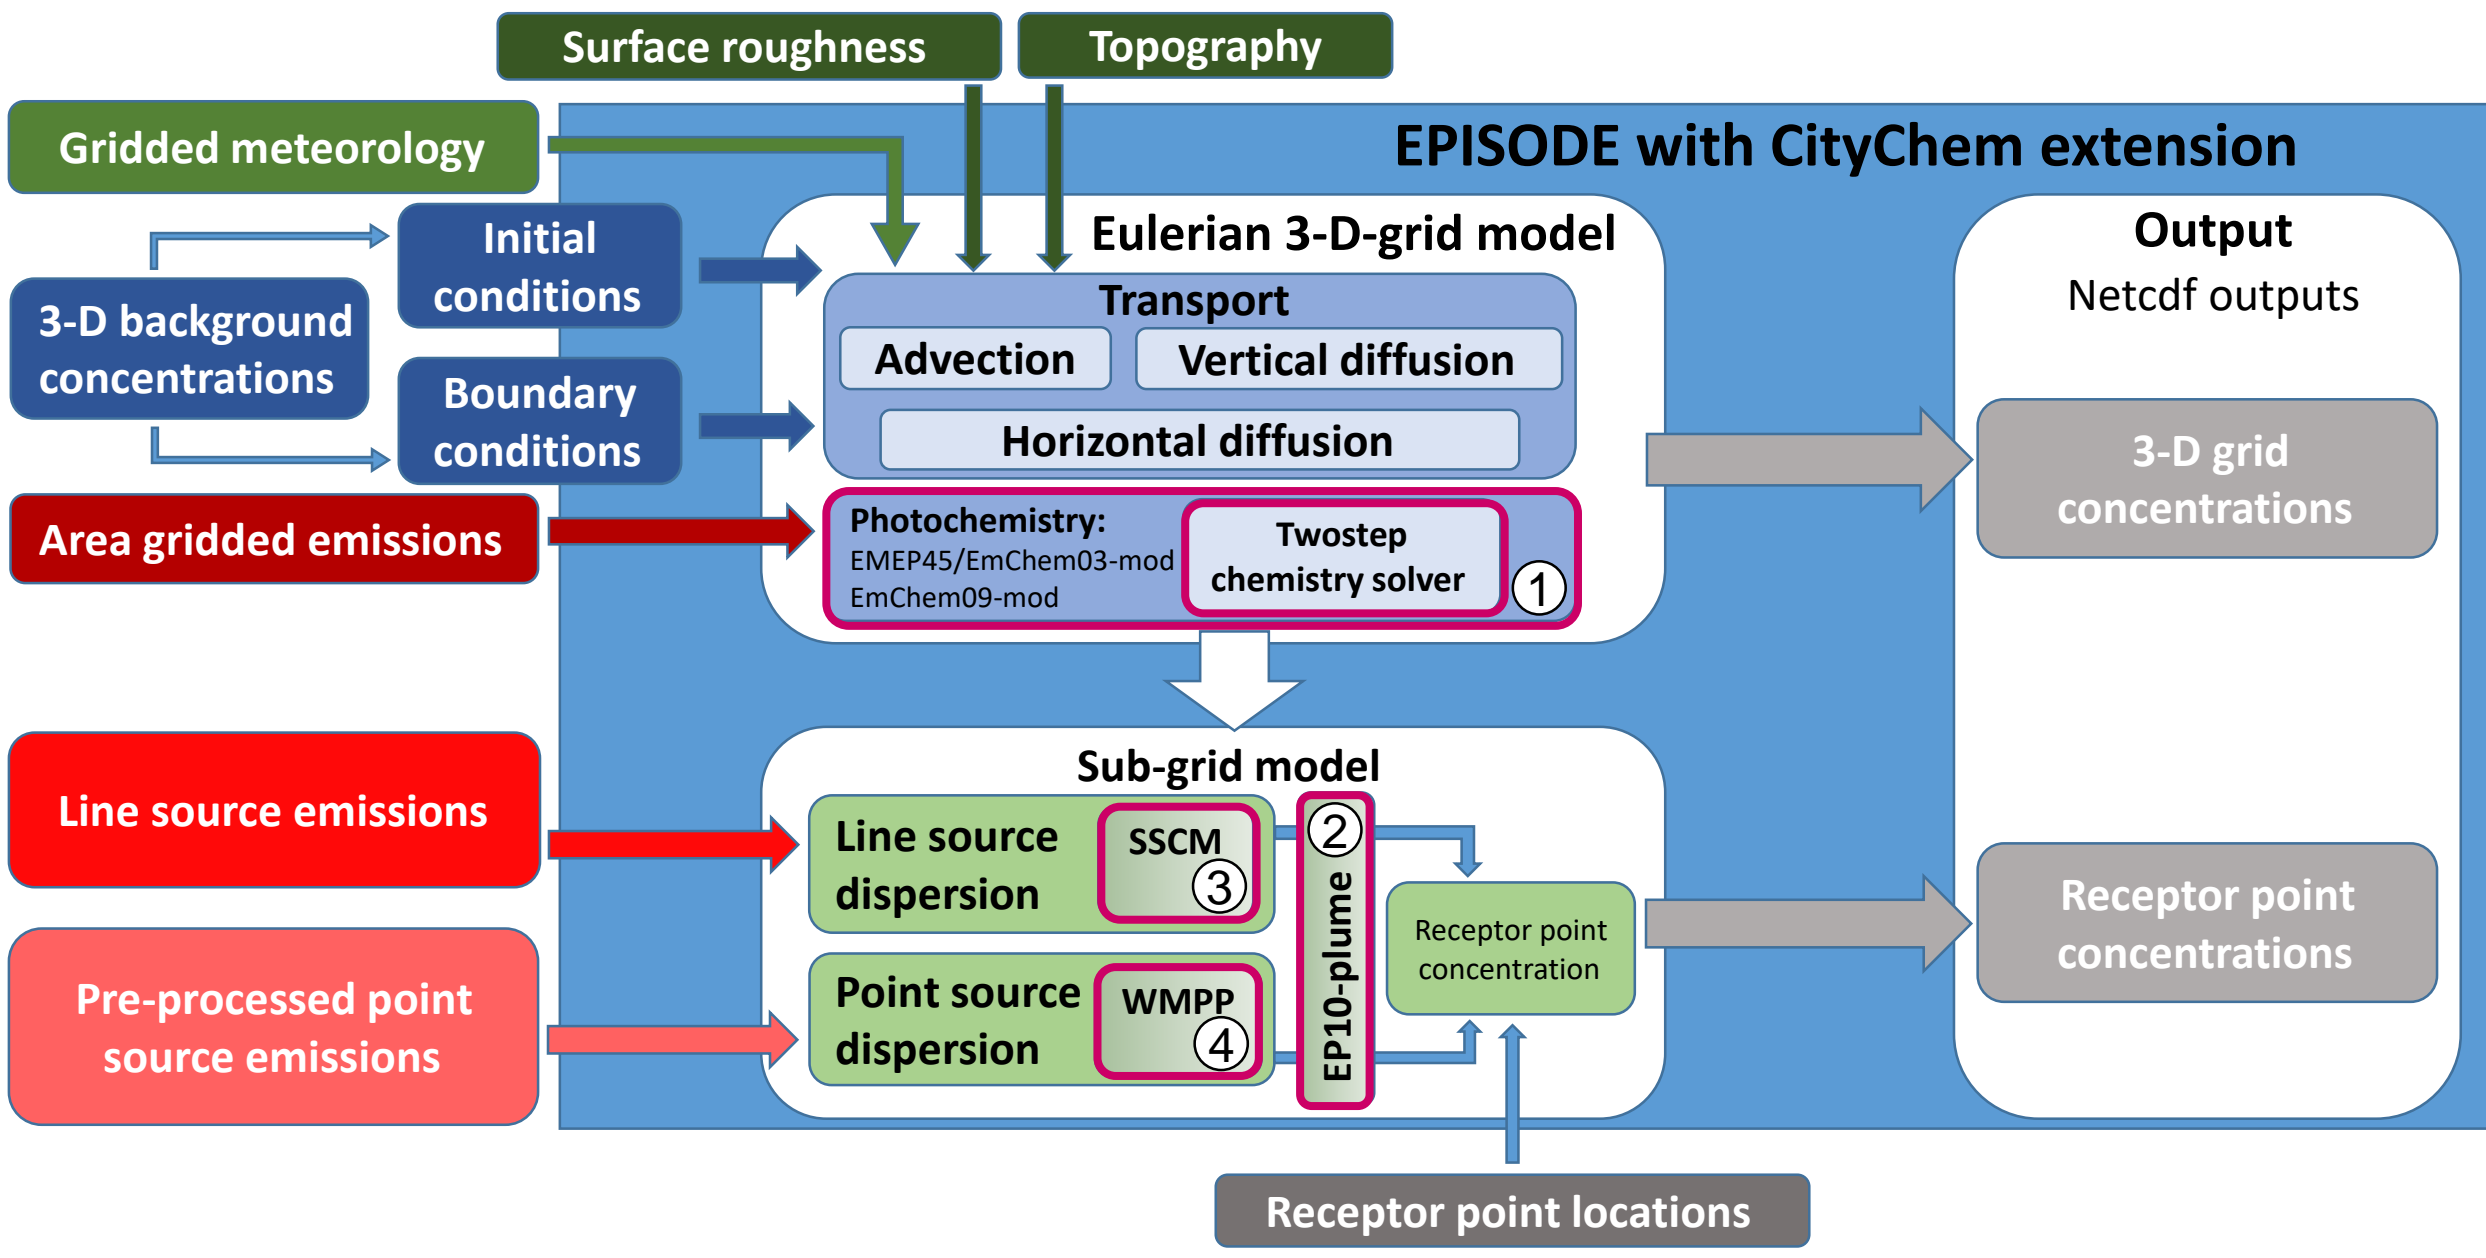 Surface roughness
Topography
Gridded meteorology
EPISODE with CityChem extension
Initial
conditions
3-D background
concentrations
Boundary
conditions
Area gridded emissions
Line source emissions
Pre-processed point
source emissions
Eulerian 3-D-grid model
Transport
Advection
Vertical diffusion
Horizontal diffusion
Photochemistry:
EMEP45/EmChem03-mod
EmChem09-mod
Twostep
chemistry solver
1
Sub-grid model
Line source
dispersion
SSCM
3
Point source
dispersion
WMPP
4
2
EP10-plume
Receptor point
concentration
Output
Netcdf outputs
3-D grid
concentrations
Receptor point
concentrations
Receptor point locations